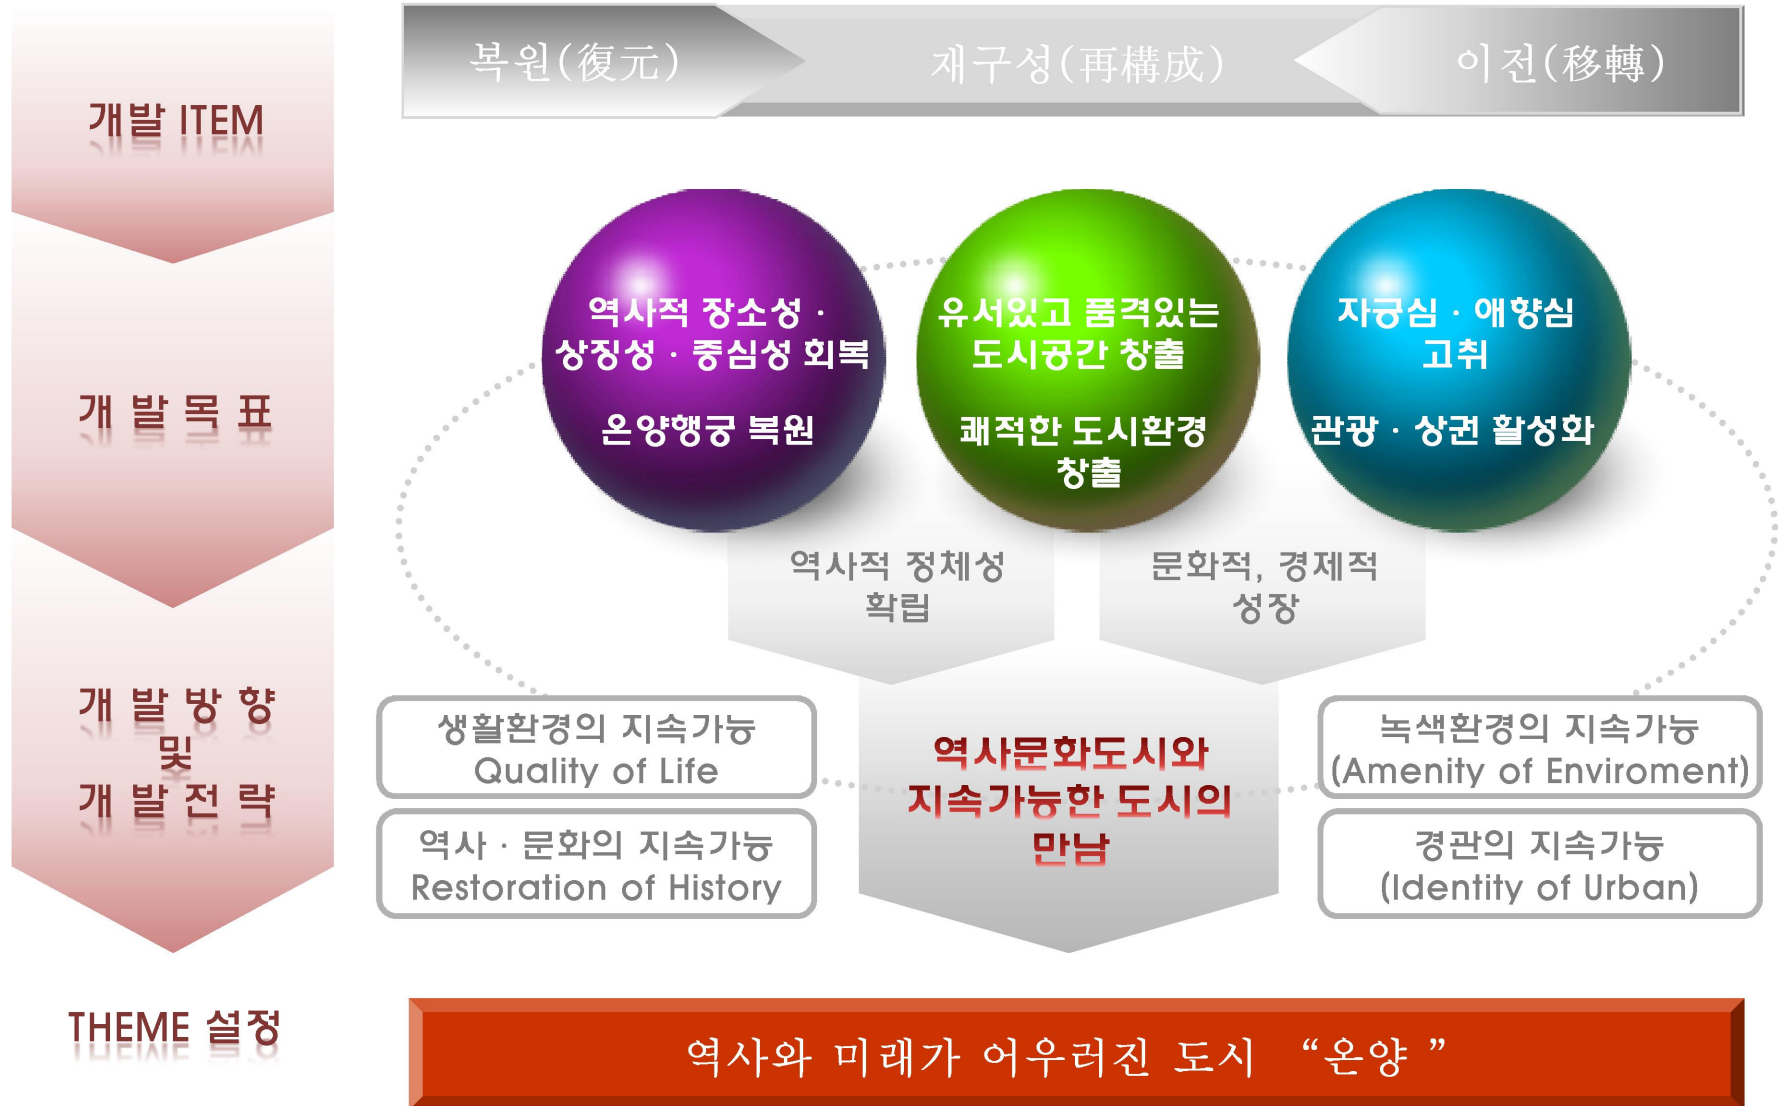 개발 ITEM
복원(復元)
재구성(再構成)
이전(移轉)
개 발 목 표
역사적 장소성 ·
상징성 · 중심성 회복
온양행궁 복원
유서있고 품격있는
도시공간 창출
쾌적한 도시환경
창출
자긍심 · 애향심
고취
관광 · 상권 활성화
역사적 정체성
확립
문화적, 경제적
성장
개 발 방 향
및
개 발 전 략
생활환경의 지속가능
Quality of Life
역사 · 문화의 지속가능
Restoration of History
역사문화도시와
지속가능한 도시의
만남
녹색환경의 지속가능
(Amenity of Enviroment)
경관의 지속가능
(Identity of Urban)
THEME 설정
역사와 미래가 어우러진 도시 “온양 ”